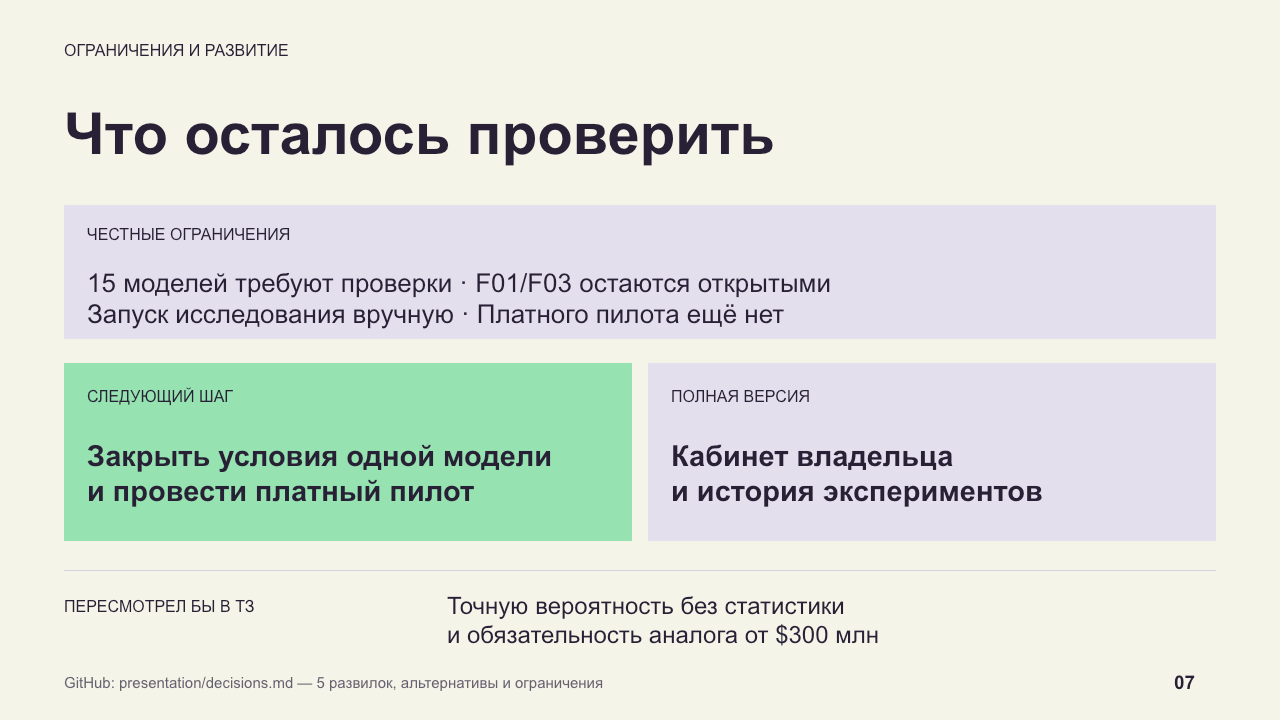 ОГРАНИЧЕНИЯ И РАЗВИТИЕ
Что осталось проверить
ЧЕСТНЫЕ ОГРАНИЧЕНИЯ
15 моделей требуют проверки · F01/F03 остаются открытыми
Запуск исследования вручную · Платного пилота ещё нет
СЛЕДУЮЩИЙ ШАГ
Закрыть условия одной модели
и провести платный пилот
ПОЛНАЯ ВЕРСИЯ
Кабинет владельца
и история экспериментов
ПЕРЕСМОТРЕЛ БЫ В ТЗ
Точную вероятность без статистики
и обязательность аналога от $300 млн
GitHub: presentation/decisions.md — 5 развилок, альтернативы и ограничения
07